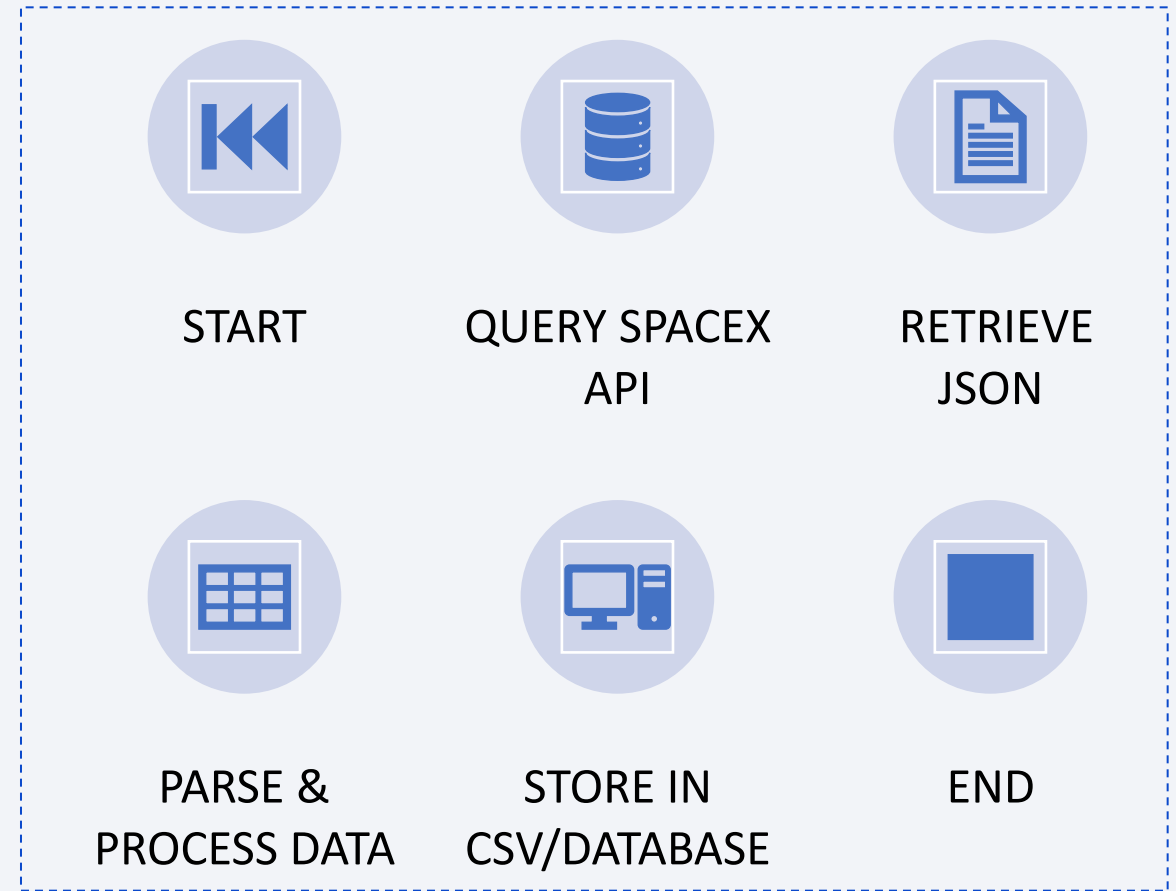 START
QUERY SPACEX
API
RETRIEVE
JSON
PARSE &
PROCESS DATA
STORE IN
CSV/DATABASE
END